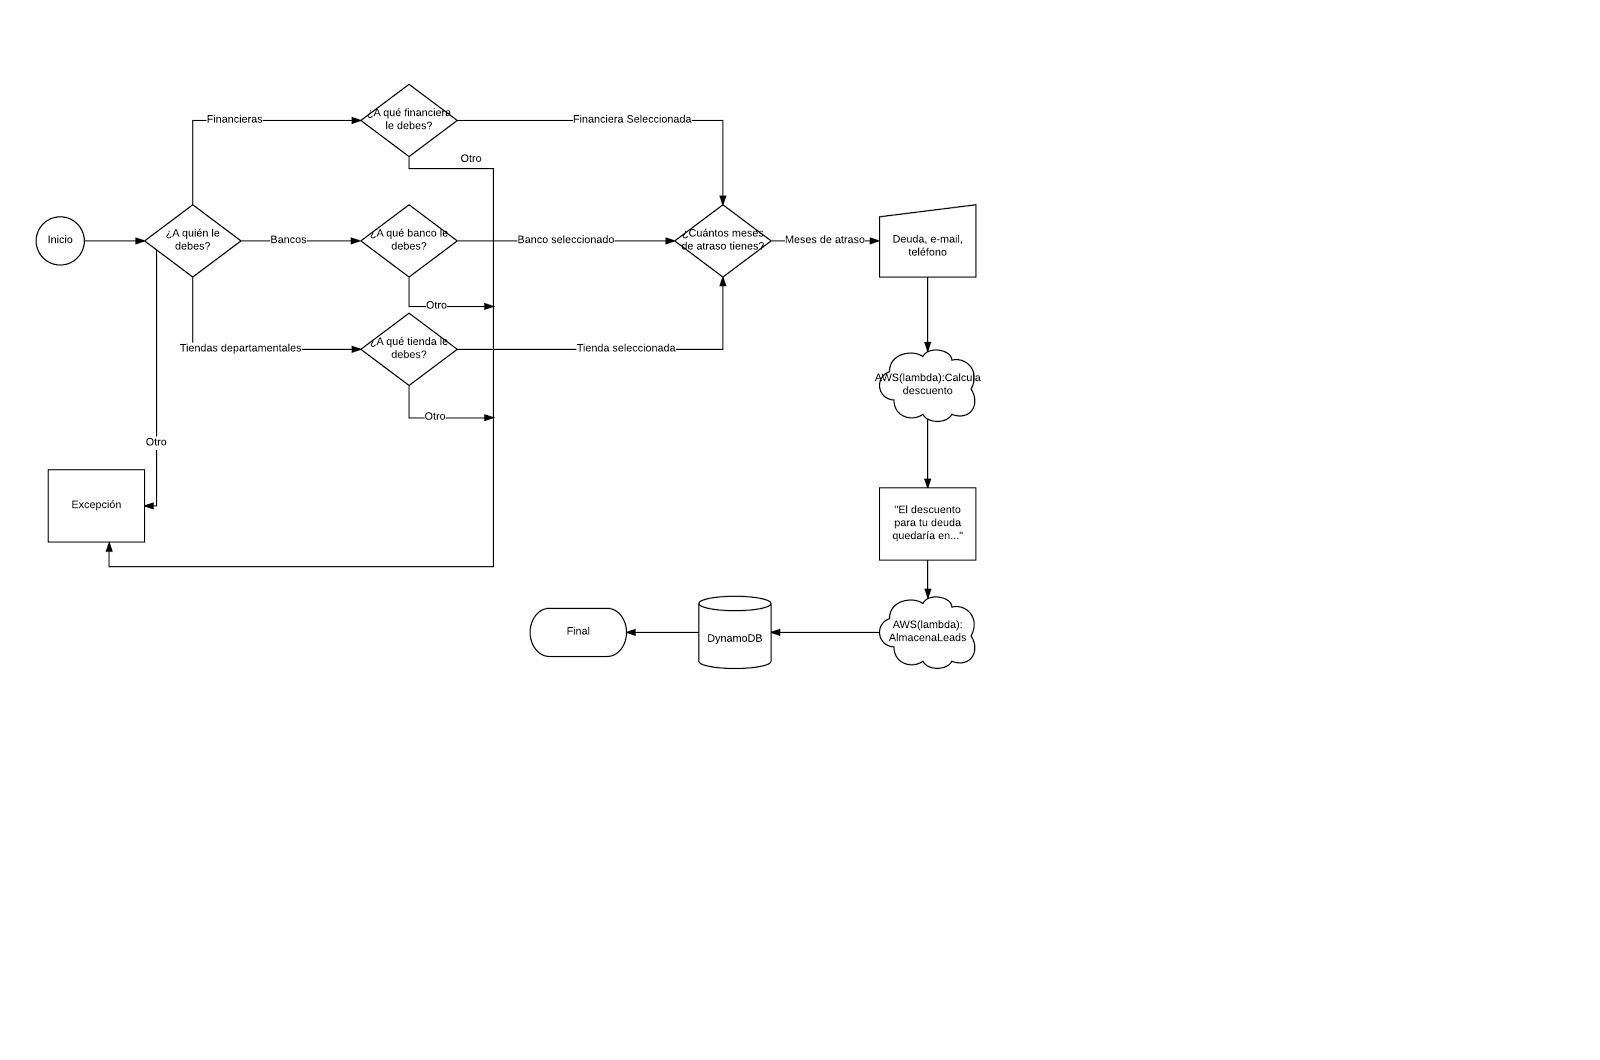 Financieras
¿A qué financiera
le debes?
Financiera Seleccionada
Otro
Inicio
¿A quién le
debes?
Bancos
¿A qué banco le
debes?
Banco seleccionado
¿Cuántos meses
de atraso tienes?
Meses de atraso
Deuda, e-mail,
teléfono
Otro
Tiendas departamentales
¿A qué tienda le
debes?
Tienda seleccionada
AWS(lambda):Calcula
descuento
Otro
Otro
Excepción
"El descuento
para tu deuda
quedaría en..."
Final
DynamoDB
AWS(lambda):
AlmacenaLeads